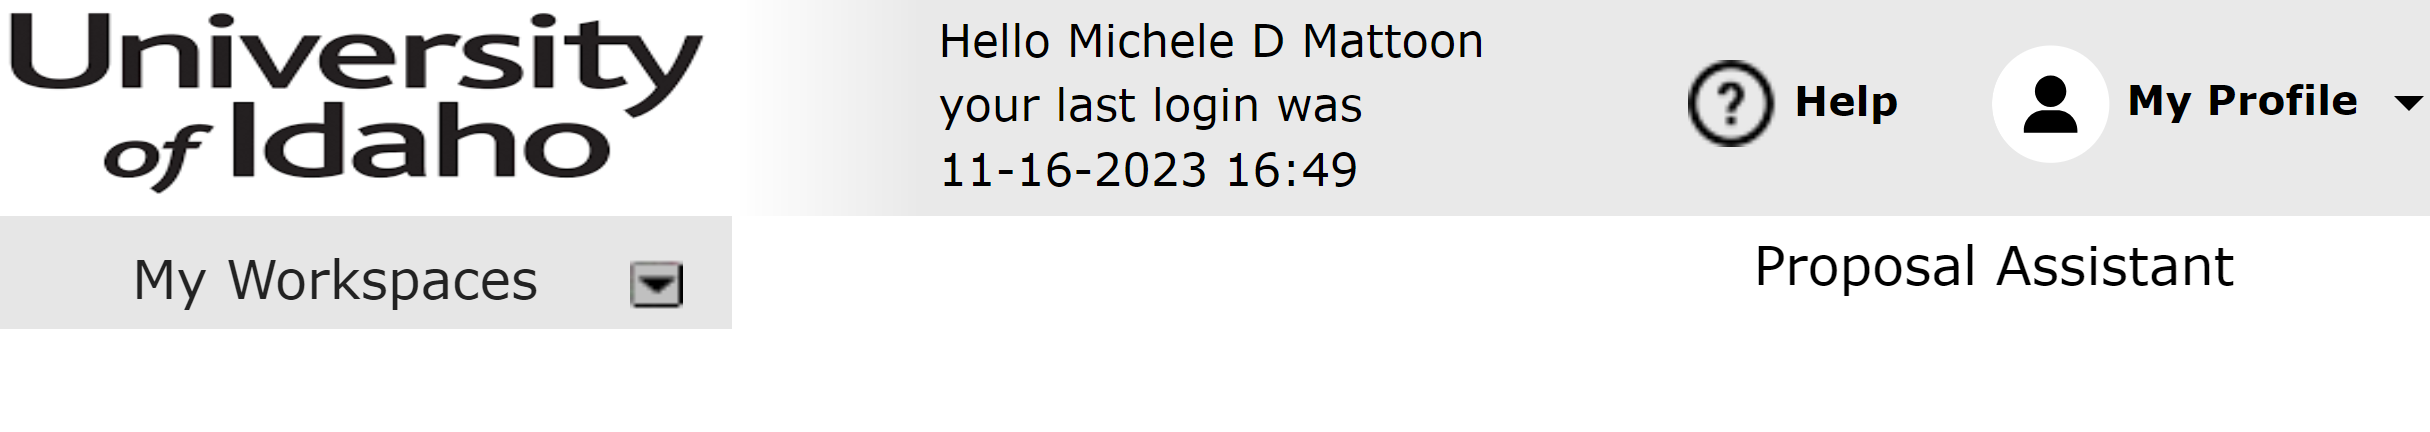 University
of Idaho
Hello Michele D Mattoon
your last login was
11-16-2023 16:49
? Help
My Profile
My Workspaces
Proposal Assistant